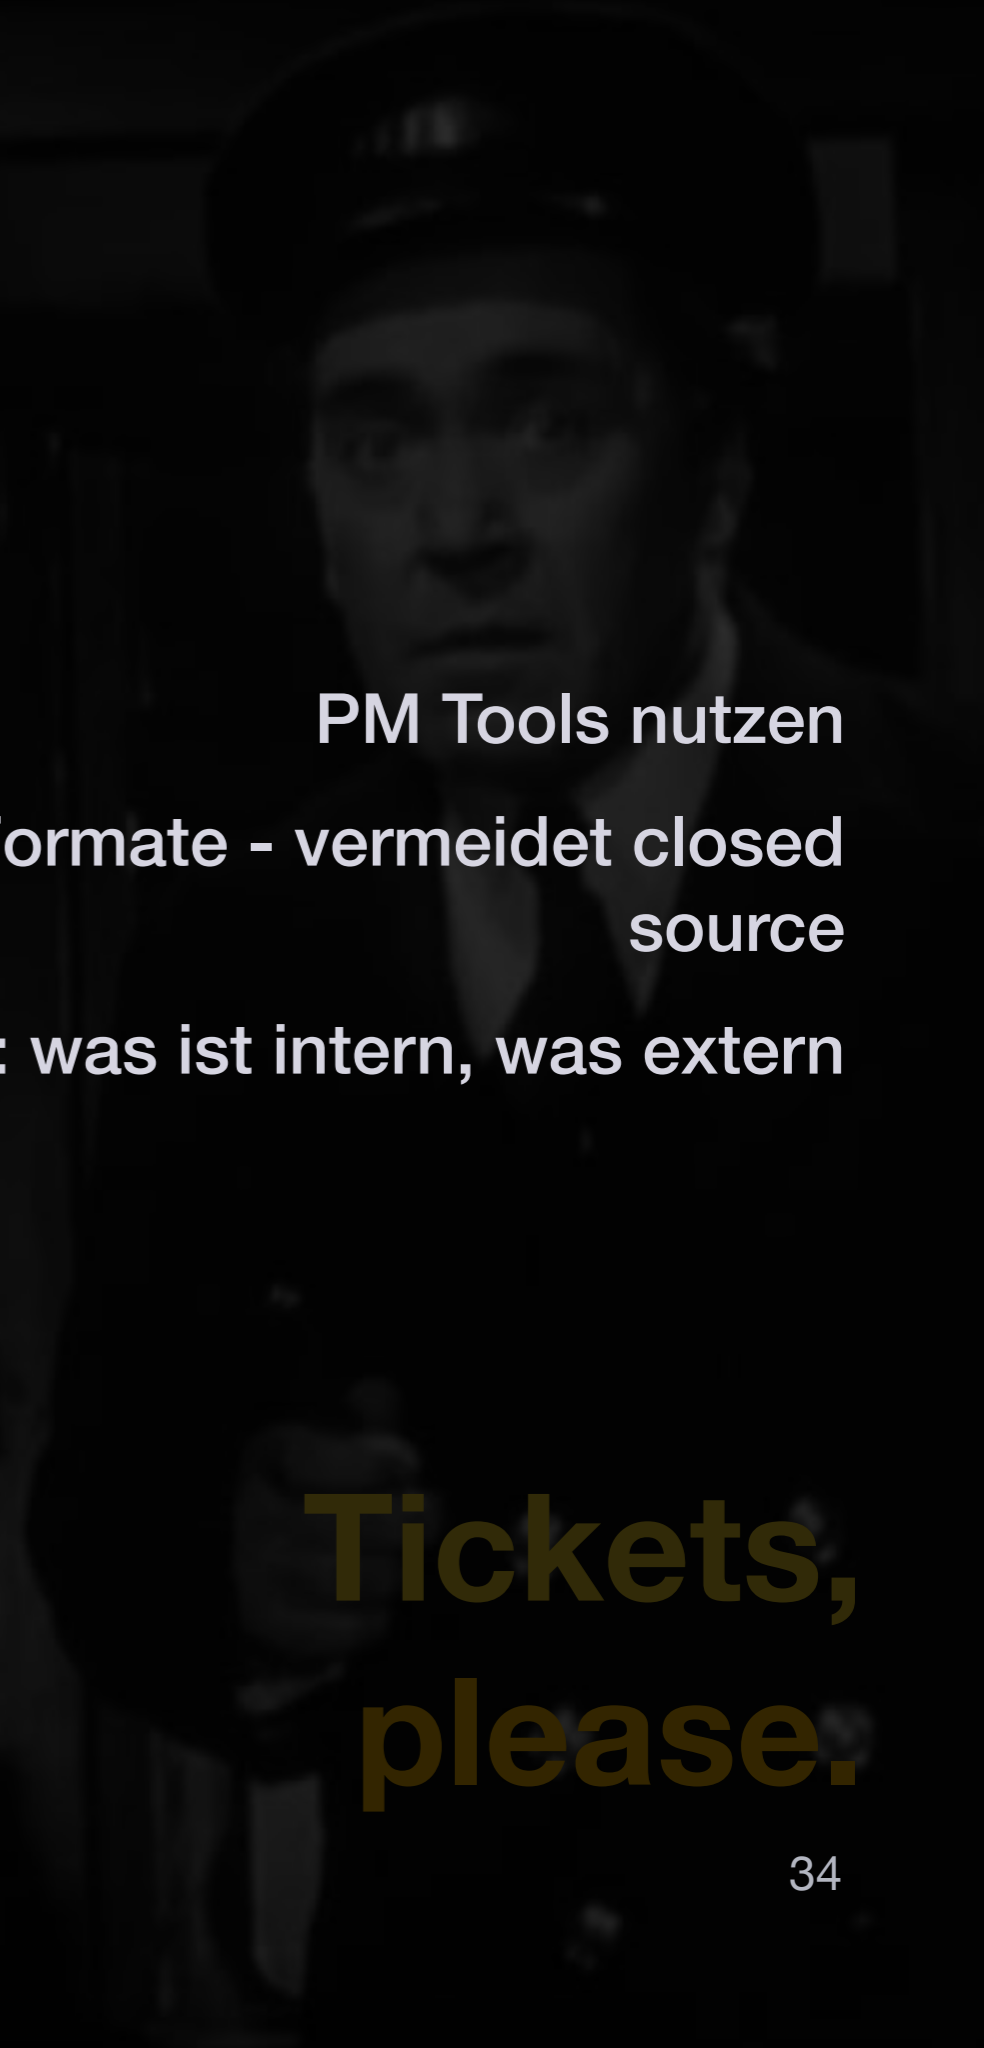 PM Tools nutzen
ormate - vermeidet closed
source
: was ist intern, was extern
Tickets,
please.
34